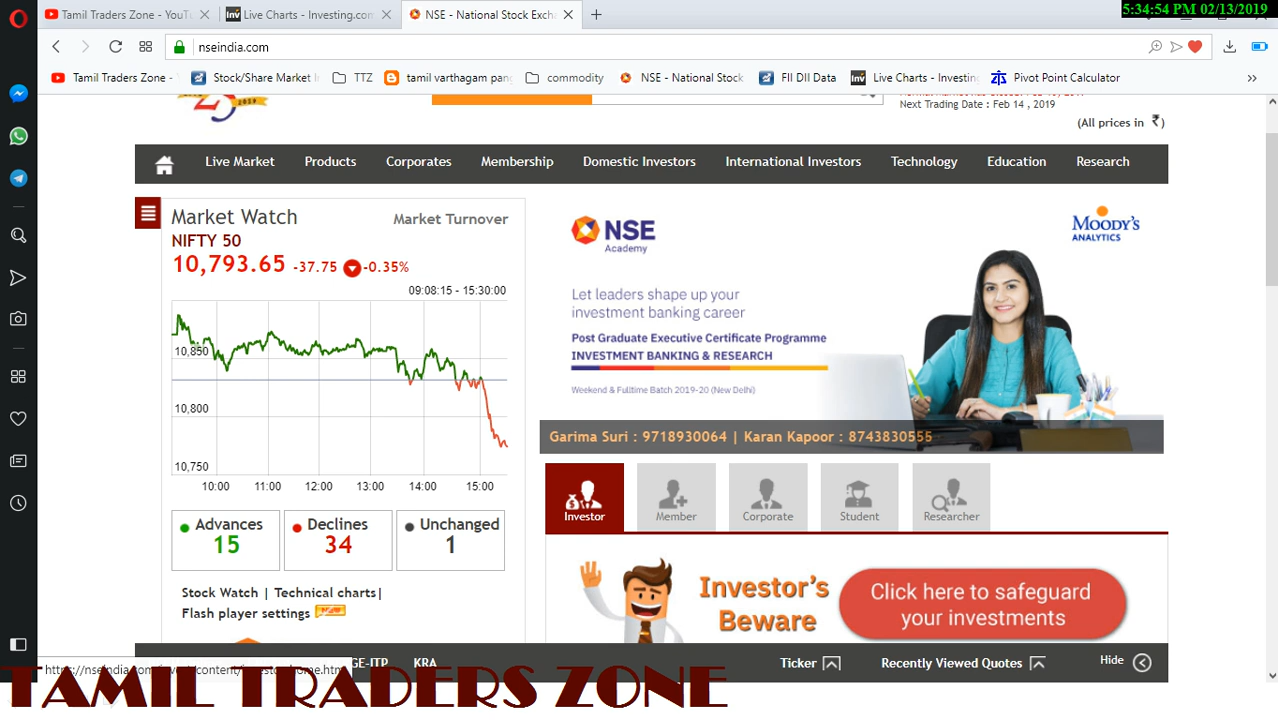 5:34:54 PM 02/13/2019
Tamil Traders Zone - YouT
Live Charts - Investing.com
NSE - National Stock Excha
nseindia.com
Tamil Traders Zone -
Stock/Share Market I
TTZ
tamil varthagam pang
commodity
NSE - National Stock
FII DII Data
Live Charts - Investing
Pivot Point Calculator
Next Trading Date : Feb 14 , 2019
(All prices in ₹)
Live Market
Products
Corporates
Membership
Domestic Investors
International Investors
Technology
Education
Research
Market Watch
Market Turnover
NIFTY 50
10,793.65 -37.75 -0.35%
09:08:15 - 15:30:00
10,850
10,800
10,750
10:00 11:00 12:00 13:00 14:00 15:00
Advances
15
Declines
34
Unchanged
1
Stock Watch | Technical charts|
Flash player settings
NSE
Academy
MOODY'S
ANALYTICS
Let leaders shape up your
investment banking career
Post Graduate Executive Certificate Programme
INVESTMENT BANKING & RESEARCH
Weekend & Fulltime Batch 2019-20 (New Delhi)
Garima Suri : 9718930064 | Karan Kapoor : 8743830555
Investor
Member
Corporate
Student
Researcher
Investor's
Beware
Click here to safeguard
your investments
GE-ITP
KRA
Ticker
Recently Viewed Quotes
Hide
TAMIL TRADERS ZONE